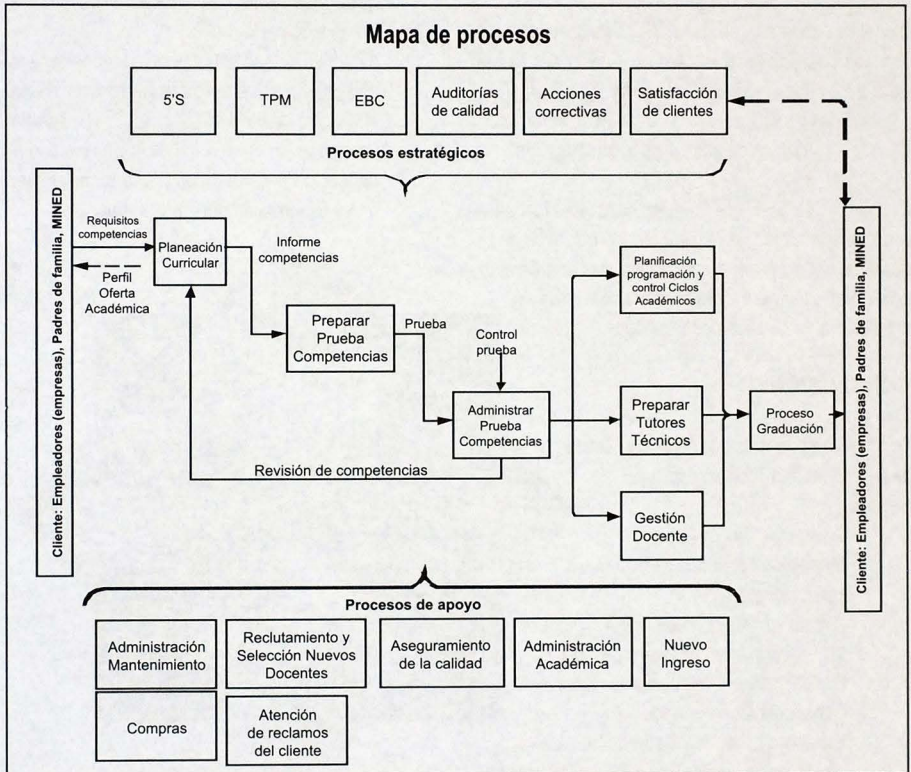 Mapa de procesos
5'S
TPM
EBC
Auditorías
de calidad
Acciones
correctivas
Satisfacción
de clientes
Procesos estratégicos
Cliente: Empleadores (empresas), Padres de familia, MINED
Requisitos
competencias
Perfil
Oferta
Académica
Planeación
Curricular
Informe
competencias
Preparar
Prueba
Competencias
Prueba
Control
prueba
Administrar
Prueba
Competencias
Revisión de competencias
Planificación
programación y
control Ciclos
Académicos
Preparar
Tutores
Técnicos
Gestión
Docente
Proceso
Graduación
Cliente: Empleadores (empresas), Padres de familia, MINED
Procesos de apoyo
Administración
Mantenimiento
Reclutamiento y
Selección Nuevos
Docentes
Aseguramiento
de la calidad
Administración
Académica
Nuevo
Ingreso
Compras
Atención
de reclamos
del cliente